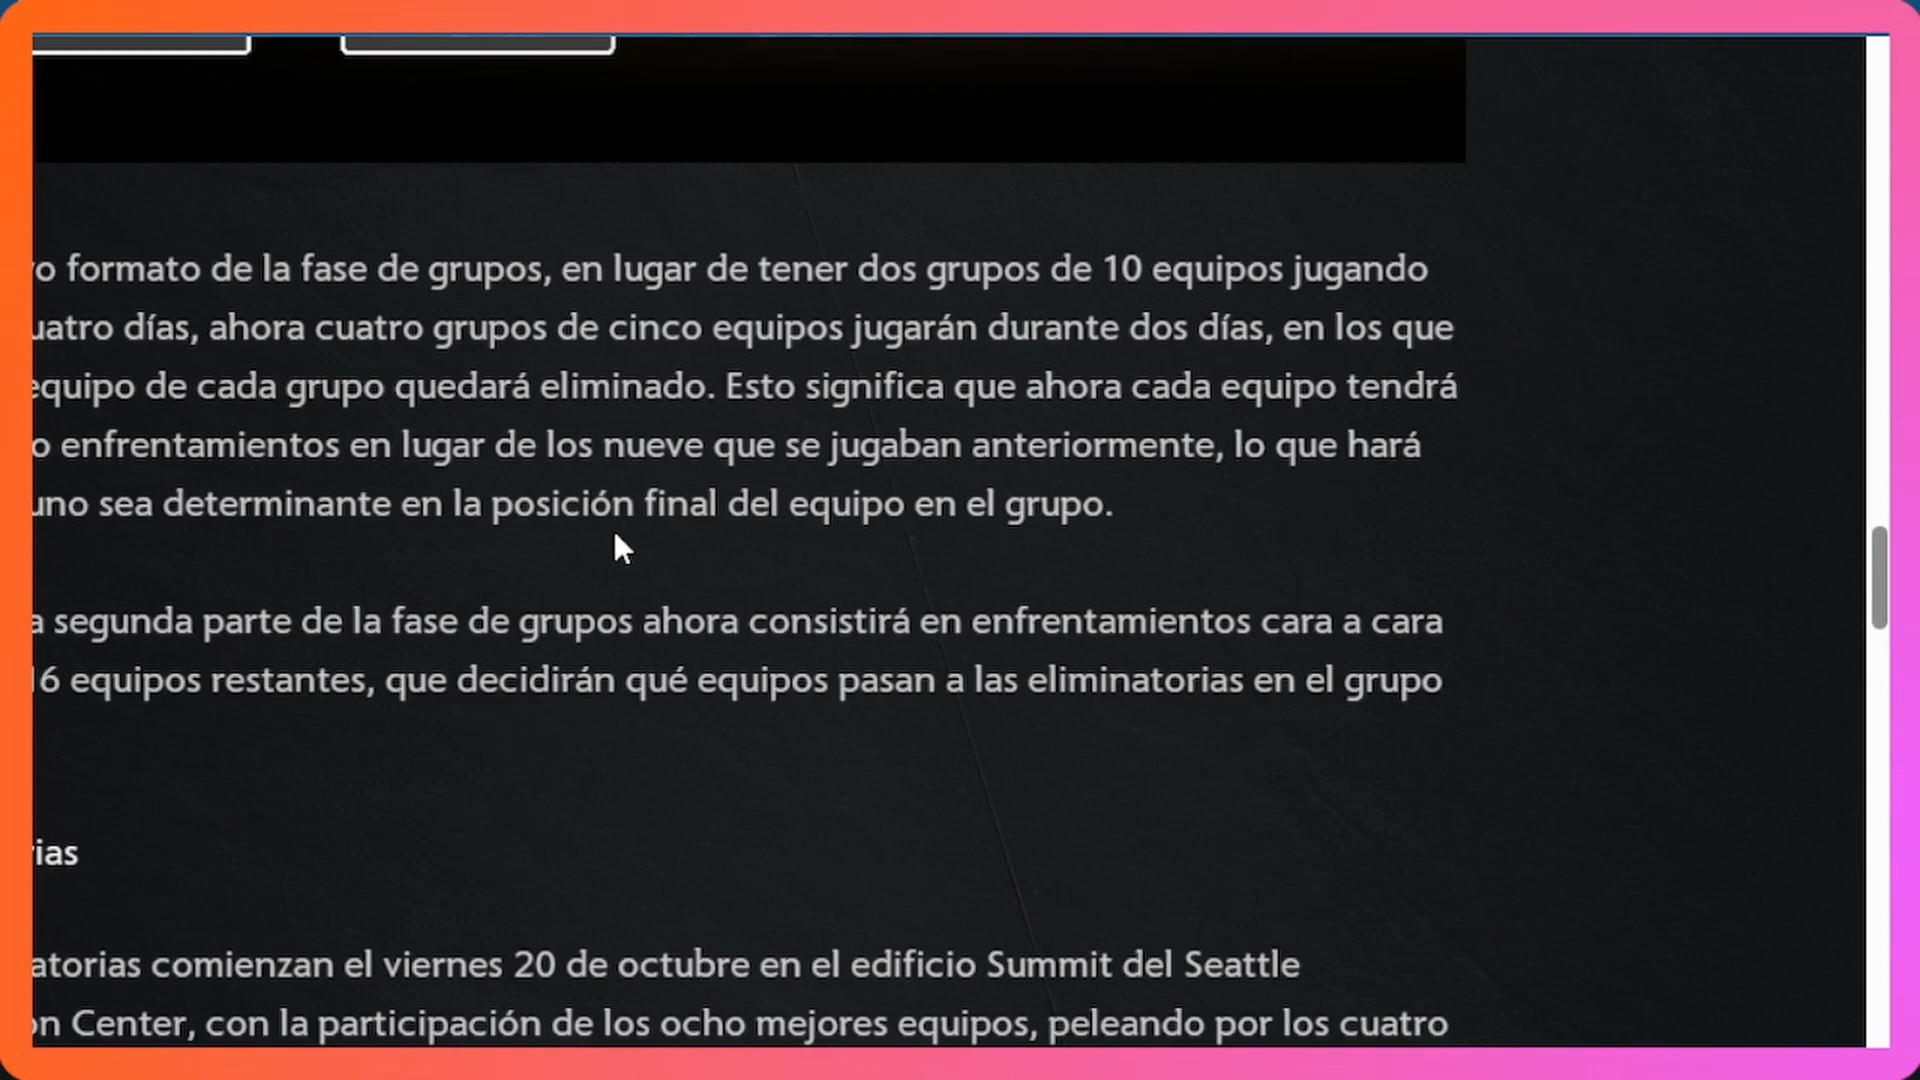 formato de la fase de grupos, en lugar de tener dos grupos de 10 equipos jugando
uatro días, ahora cuatro grupos de cinco equipos jugarán durante dos días, en los que
equipo de cada grupo quedará eliminado. Esto significa que ahora cada equipo tendrá
o enfrentamientos en lugar de los nueve que se jugaban anteriormente, lo que hará
uno sea determinante en la posición final del equipo en el grupo.
a segunda parte de la fase de grupos ahora consistirá en enfrentamientos cara a cara
16 equipos restantes, que decidirán qué equipos pasan a las eliminatorias en el grupo
rias
atorias comienzan el viernes 20 de octubre en el edificio Summit del Seattle
on Center, con la participación de los ocho mejores equipos, peleando por los cuatro